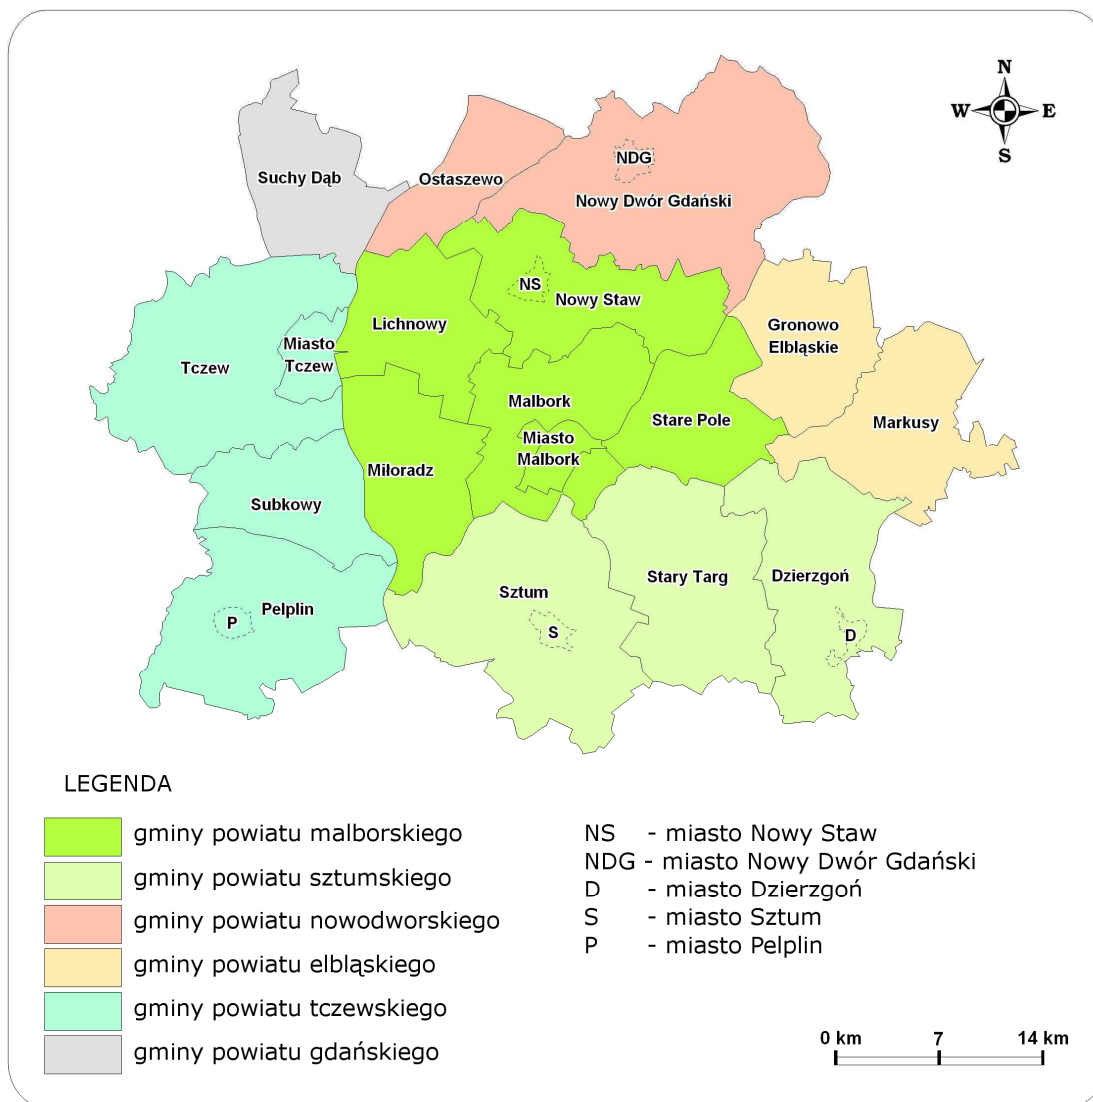 N
W E
S
NDG
Suchy Dąb
Ostaszewo
Nowy Dwór Gdański
NS
Nowy Staw
Lichnowy
Gronowo
Elbląskie
Miasto
Tczew
Tczew
Malbork
Stare Pole
Markusy
Miasto
Malbork
Miłoradz
Subkowy
Stary Targ
Dzierzgoń
Sztum
Pelplin
P
S
D
LEGENDA
gminy powiatu malborskiego
gminy powiatu sztumskiego
gminy powiatu nowodworskiego
gminy powiatu elbląskiego
gminy powiatu tczewskiego
gminy powiatu gdańskiego
NS - miasto Nowy Staw
NDG - miasto Nowy Dwór Gdański
D - miasto Dzierzgoń
S - miasto Sztum
P - miasto Pelplin
0 km 7 14 km